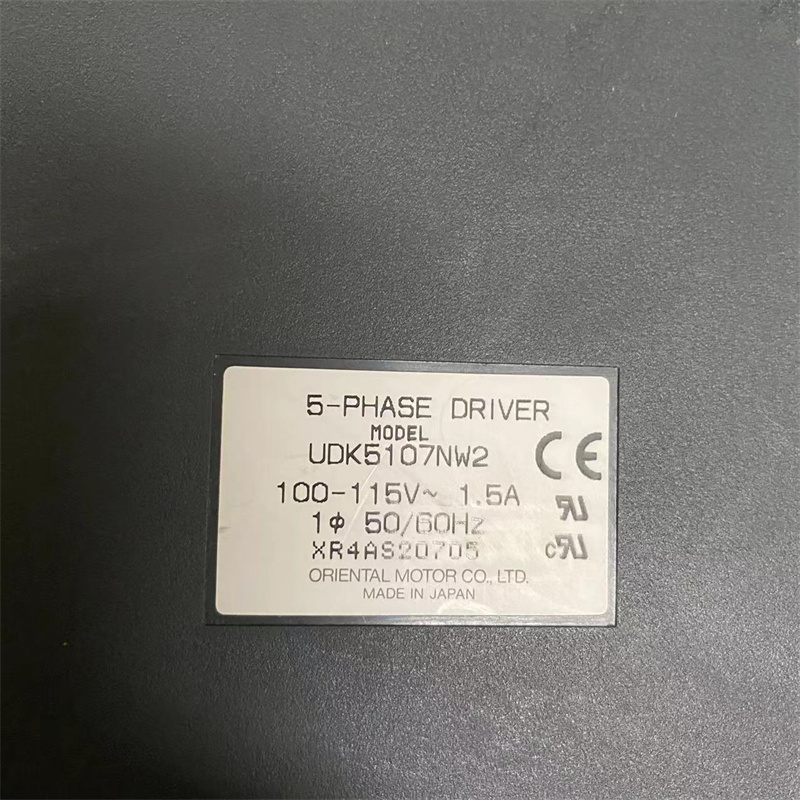 5-PHASE DRIVER
MODEL
UDK5107NW2
CE
100-115V~ 1.5A
1ф 50/60Hz
XR4AS20705
ORIENTAL MOTOR CO., LTD.
MADE IN JAPAN